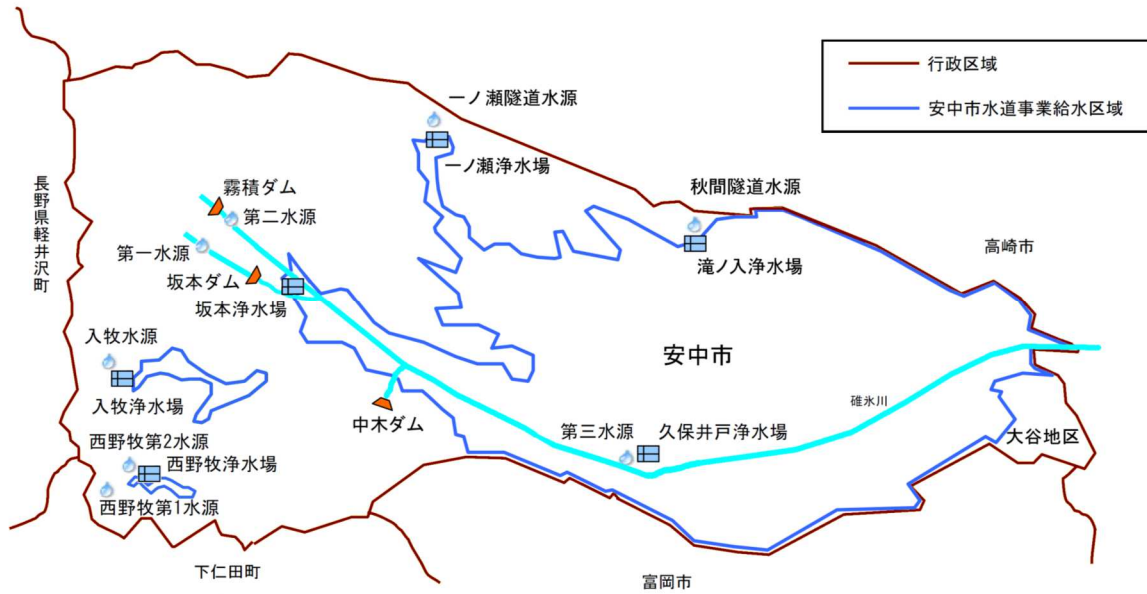 行政区域
安中市水道事業給水区域
一ノ瀬隧道水源
一ノ瀬浄水場
長野県軽井沢町
霧積ダム
第二水源
秋間隧道水源
第一水源
高崎市
滝ノ入浄水場
坂本ダム
坂本浄水場
入牧水源
安中市
入牧浄水場
碓氷川
中木ダム
第三水源
久保井戸浄水場
大谷地区
西野牧第2水源
西野牧浄水場
西野牧第1水源
下仁田町
富岡市